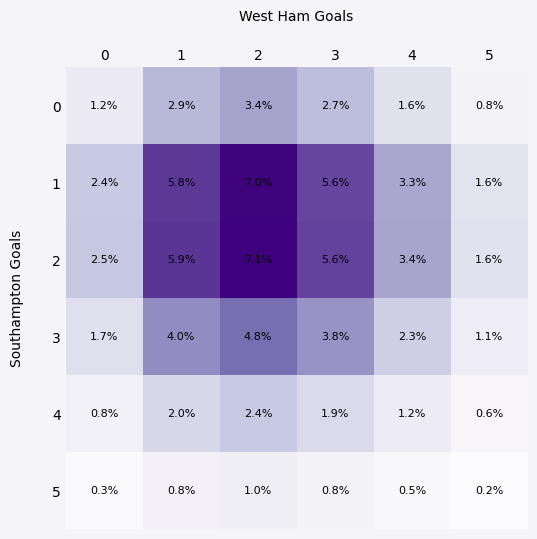 West Ham Goals
0 1 2 3 4 5
0 1.2% 2.9% 3.4% 2.7% 1.6% 0.8%
1 2.4% 5.8% 7.0% 5.6% 3.3% 1.6%
2 2.5% 5.9% 7.1% 5.6% 3.4% 1.6%
3 1.7% 4.0% 4.8% 3.8% 2.3% 1.1%
4 0.8% 2.0% 2.4% 1.9% 1.2% 0.6%
5 0.3% 0.8% 1.0% 0.8% 0.5% 0.2%
Southampton Goals